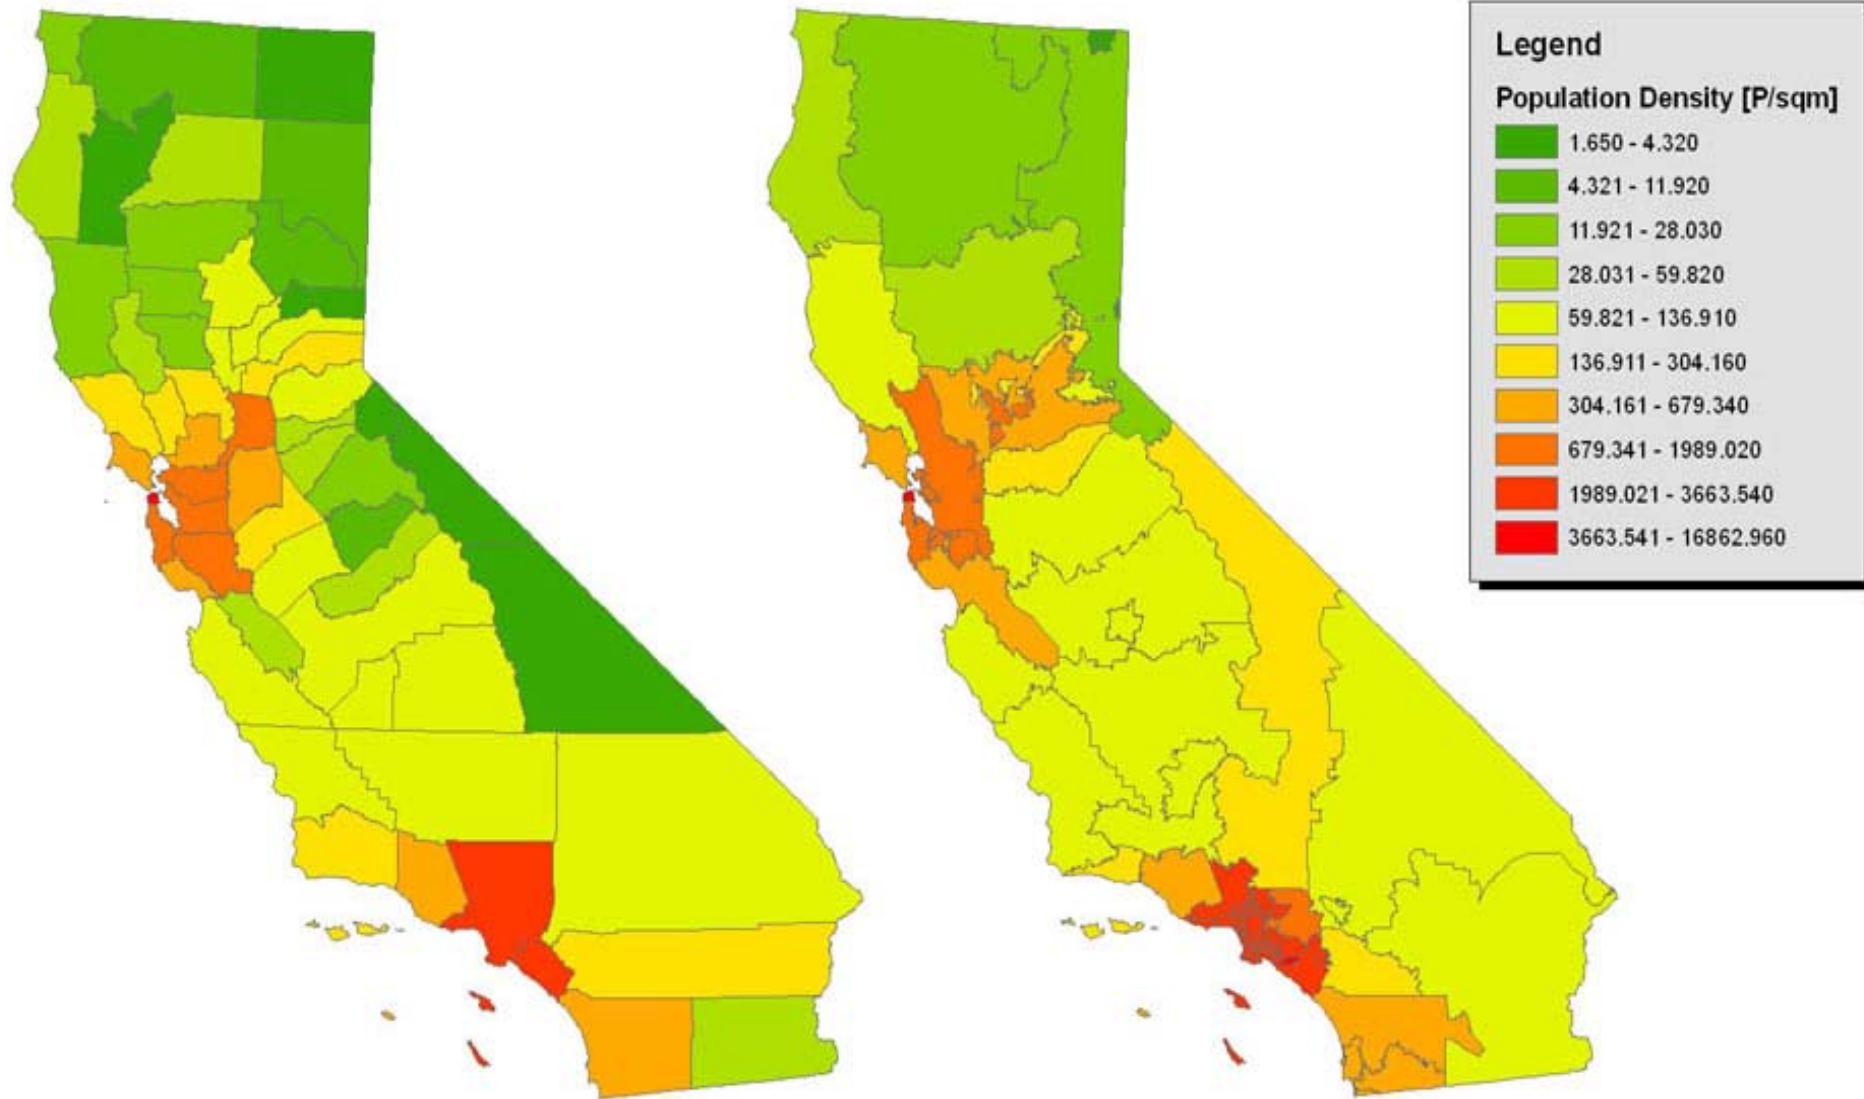 Legend
Population Density [P/sqm]
1.650 - 4.320
4.321 - 11.920
11.921 - 28.030
28.031 - 59.820
59.821 - 136.910
136.911 - 304.160
304.161 - 679.340
679.341 - 1989.020
1989.021 - 3663.540
3663.541 - 16862.960